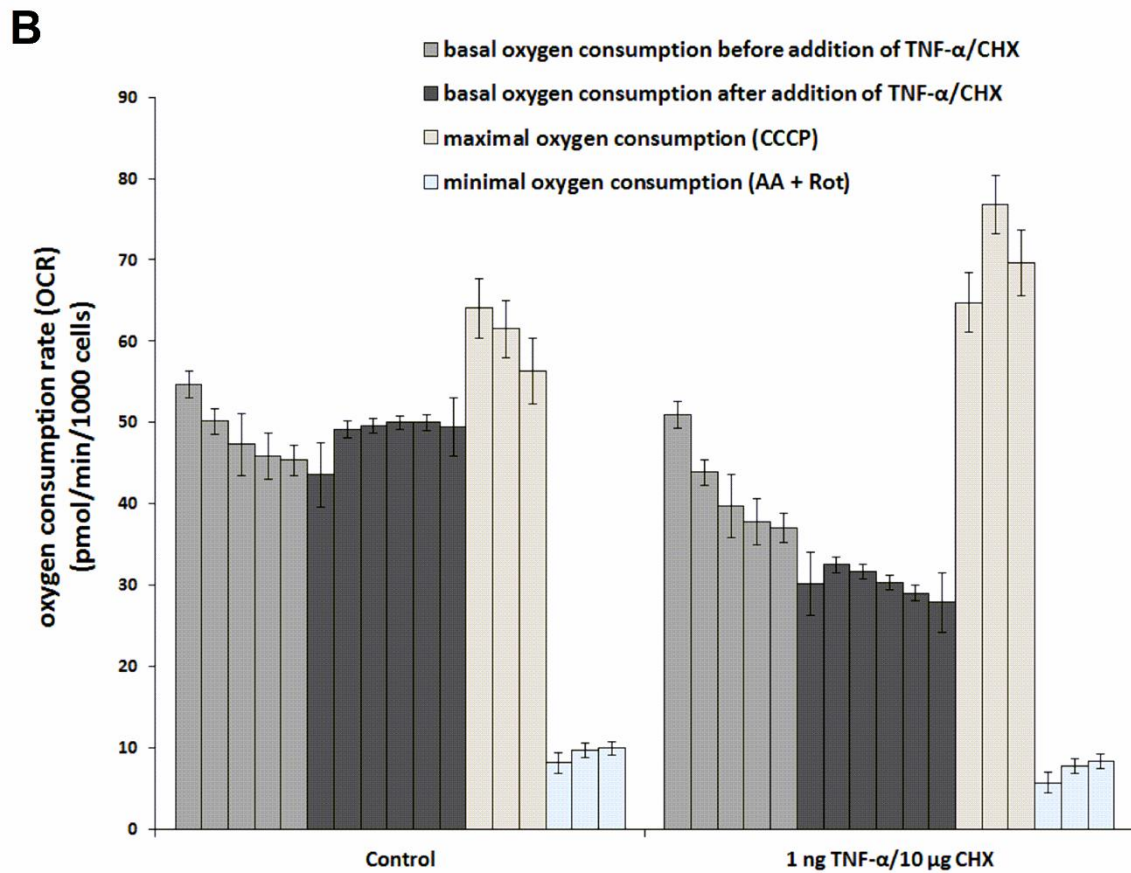 B
basal oxygen consumption before addition of TNF-α/CHX
basal oxygen consumption after addition of TNF-α/CHX
maximal oxygen consumption (CCCP)
minimal oxygen consumption (AA + Rot)
oxygen consumption rate (OCR)
(pmol/min/1000 cells)
90
80
70
60
50
40
30
20
10
0
Control
1 ng TNF-α/10 μg CHX